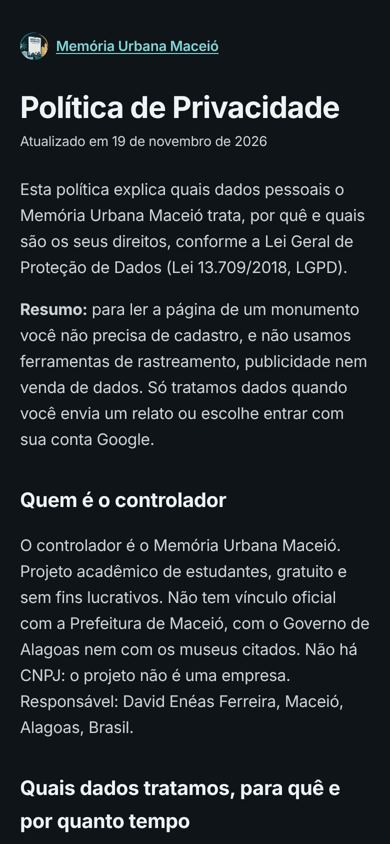 Memória Urbana Maceió
Política de Privacidade
Atualizado em 19 de novembro de 2026
Esta política explica quais dados pessoais o
Memória Urbana Maceió trata, por quê e quais
são os seus direitos, conforme a Lei Geral de
Proteção de Dados (Lei 13.709/2018, LGPD).
Resumo: para ler a página de um monumento
você não precisa de cadastro, e não usamos
ferramentas de rastreamento, publicidade nem
venda de dados. Só tratamos dados quando
você envia um relato ou escolhe entrar com
sua conta Google.
Quem é o controlador
O controlador é o Memória Urbana Maceió.
Projeto acadêmico de estudantes, gratuito e
sem fins lucrativos. Não tem vínculo oficial
com a Prefeitura de Maceió, com o Governo de
Alagoas nem com os museus citados. Não há
CNPJ: o projeto não é uma empresa.
Responsável: David Enéas Ferreira, Maceió,
Alagoas, Brasil.
Quais dados tratamos, para quê e
por quanto tempo